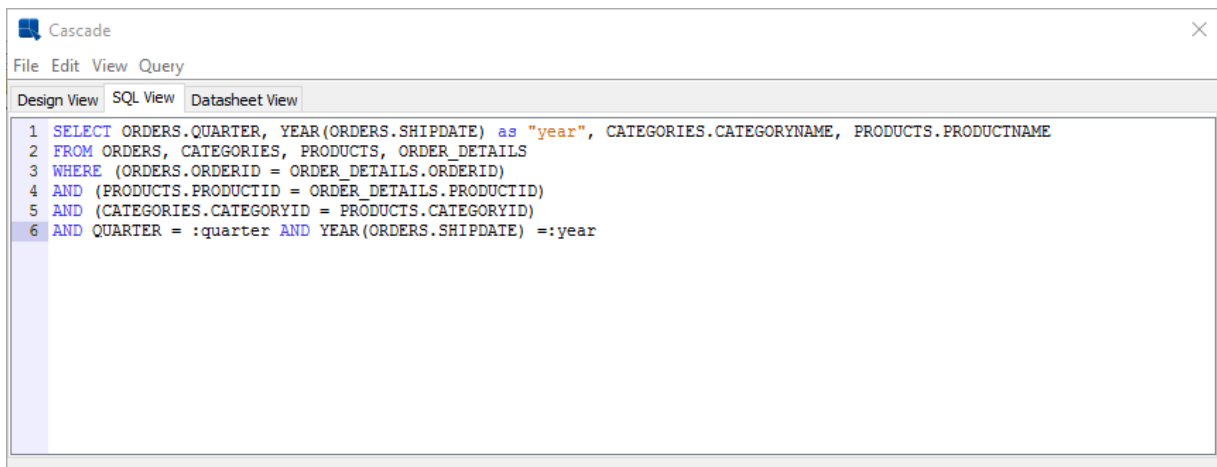 Cascade
File Edit View Query
Design View SQL View Datasheet View
1 SELECT ORDERS.QUARTER, YEAR(ORDERS.SHIPDATE) as "year", CATEGORIES.CATEGORYNAME, PRODUCTS.PRODUCTNAME
2 FROM ORDERS, CATEGORIES, PRODUCTS, ORDER_DETAILS
3 WHERE (ORDERS.ORDERID = ORDER_DETAILS.ORDERID)
4 AND (PRODUCTS.PRODUCTID = ORDER_DETAILS.PRODUCTID)
5 AND (CATEGORIES.CATEGORYID = PRODUCTS.CATEGORYID)
6 AND QUARTER = :quarter AND YEAR(ORDERS.SHIPDATE) =:year